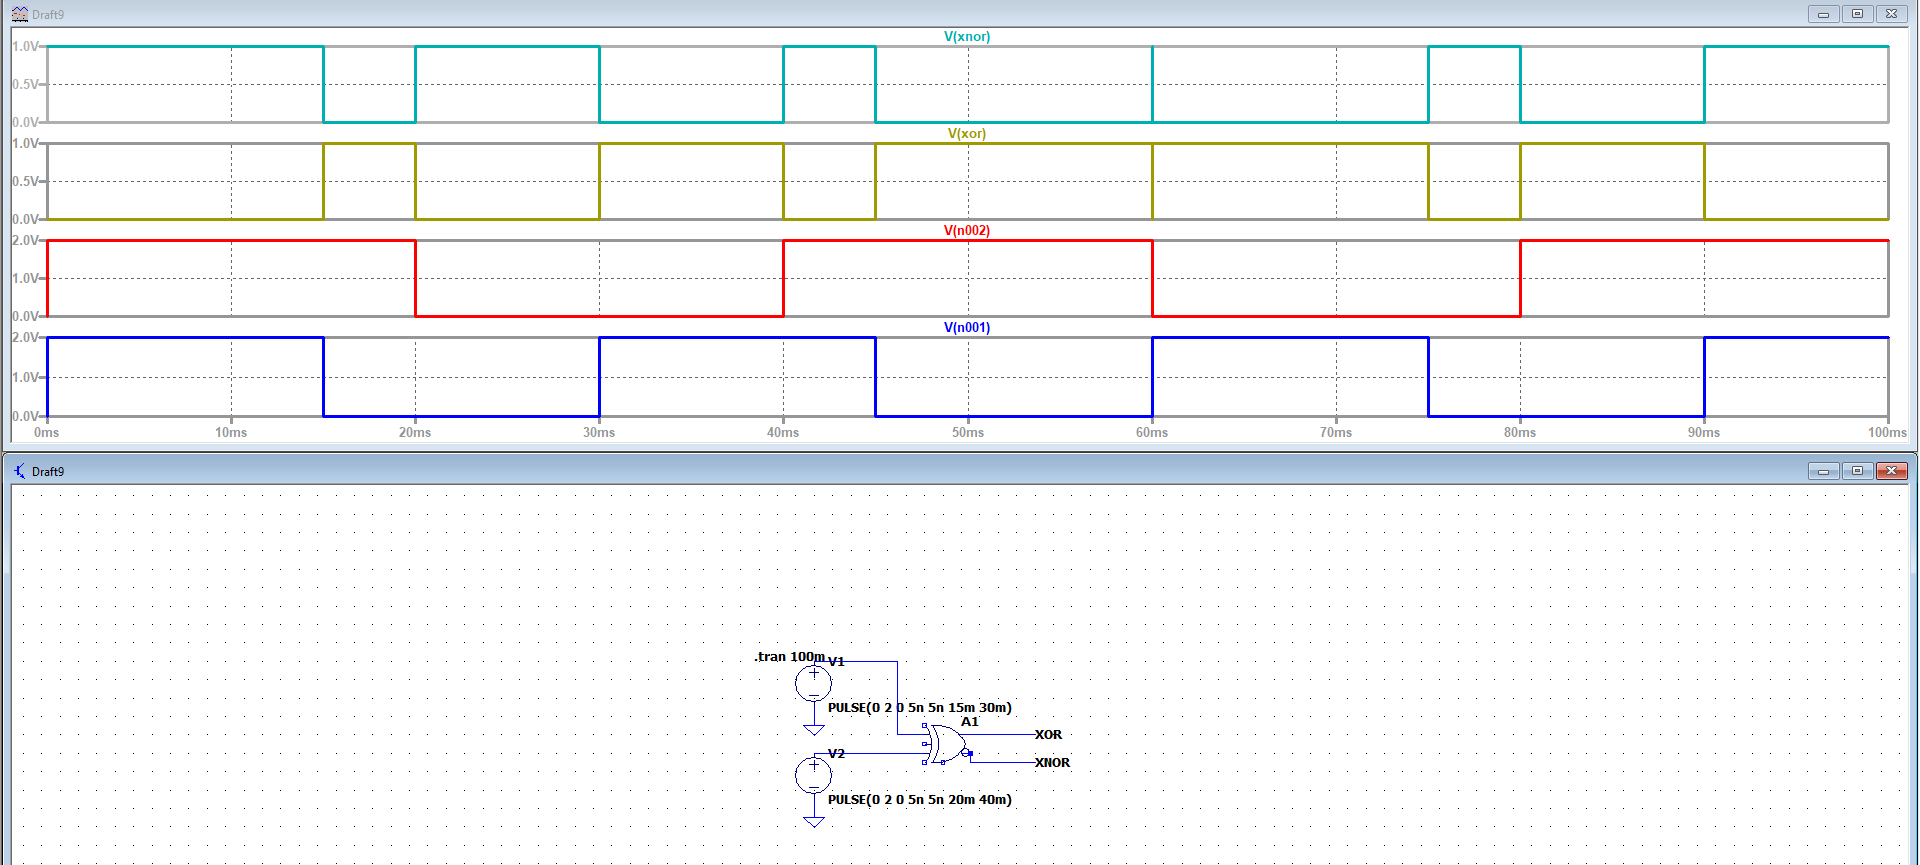 Draft9
V(xnor)
1.0V
0.5V
0.0V
V(xor)
1.0V
0.5V
0.0V
V(n002)
2.0V
1.0V
0.0V
V(n001)
2.0V
1.0V
0.0V
0ms 10ms 20ms 30ms 40ms 50ms 60ms 70ms 80ms 90ms 100ms
Draft9
.tran 100m
V1
PULSE(0 2 0 5n 5n 15m 30m)
A1
XOR
V2
XNOR
PULSE(0 2 0 5n 5n 20m 40m)